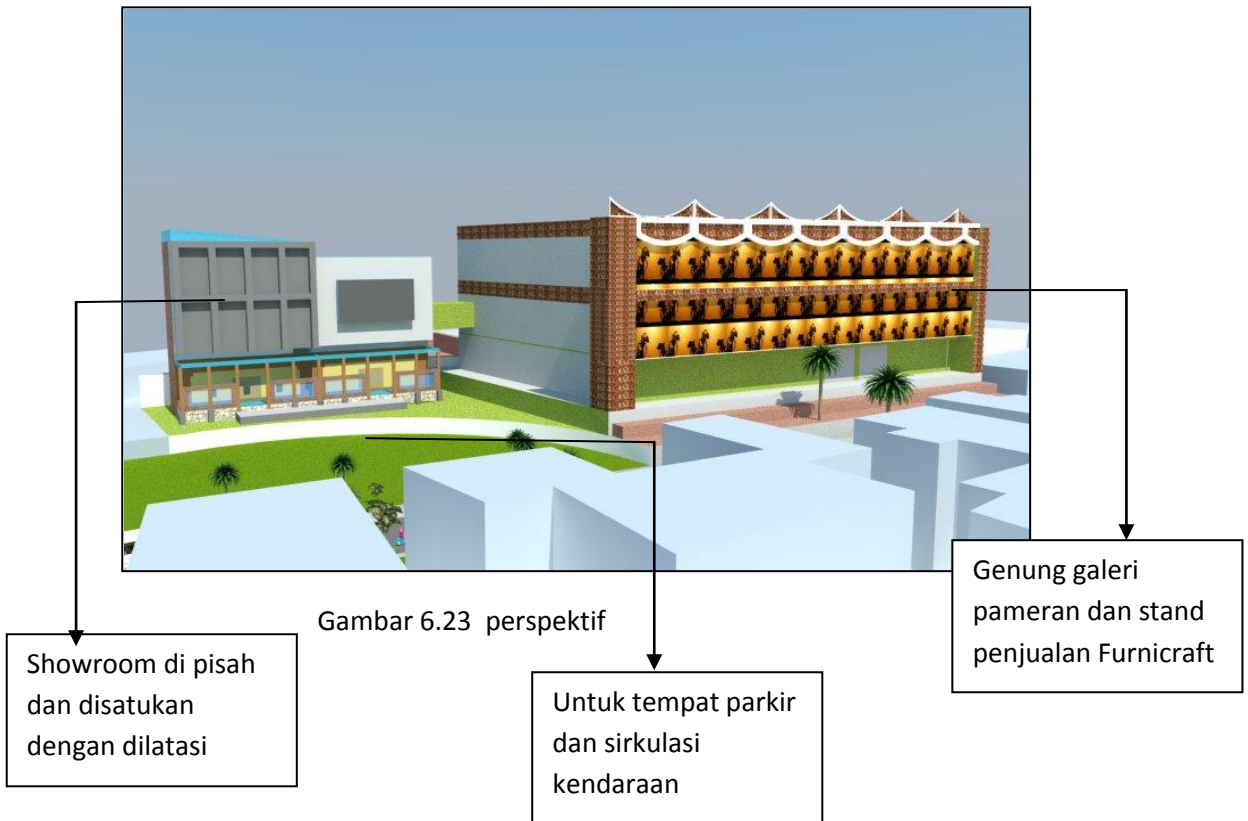 Gambar 6.23 perspektif
Showroom di pisah
dan disatukan
dengan dilatasi
Untuk tempat parkir
dan sirkulasi
kendaraan
Genung galeri
pameran dan stand
penjualan Furnicraft